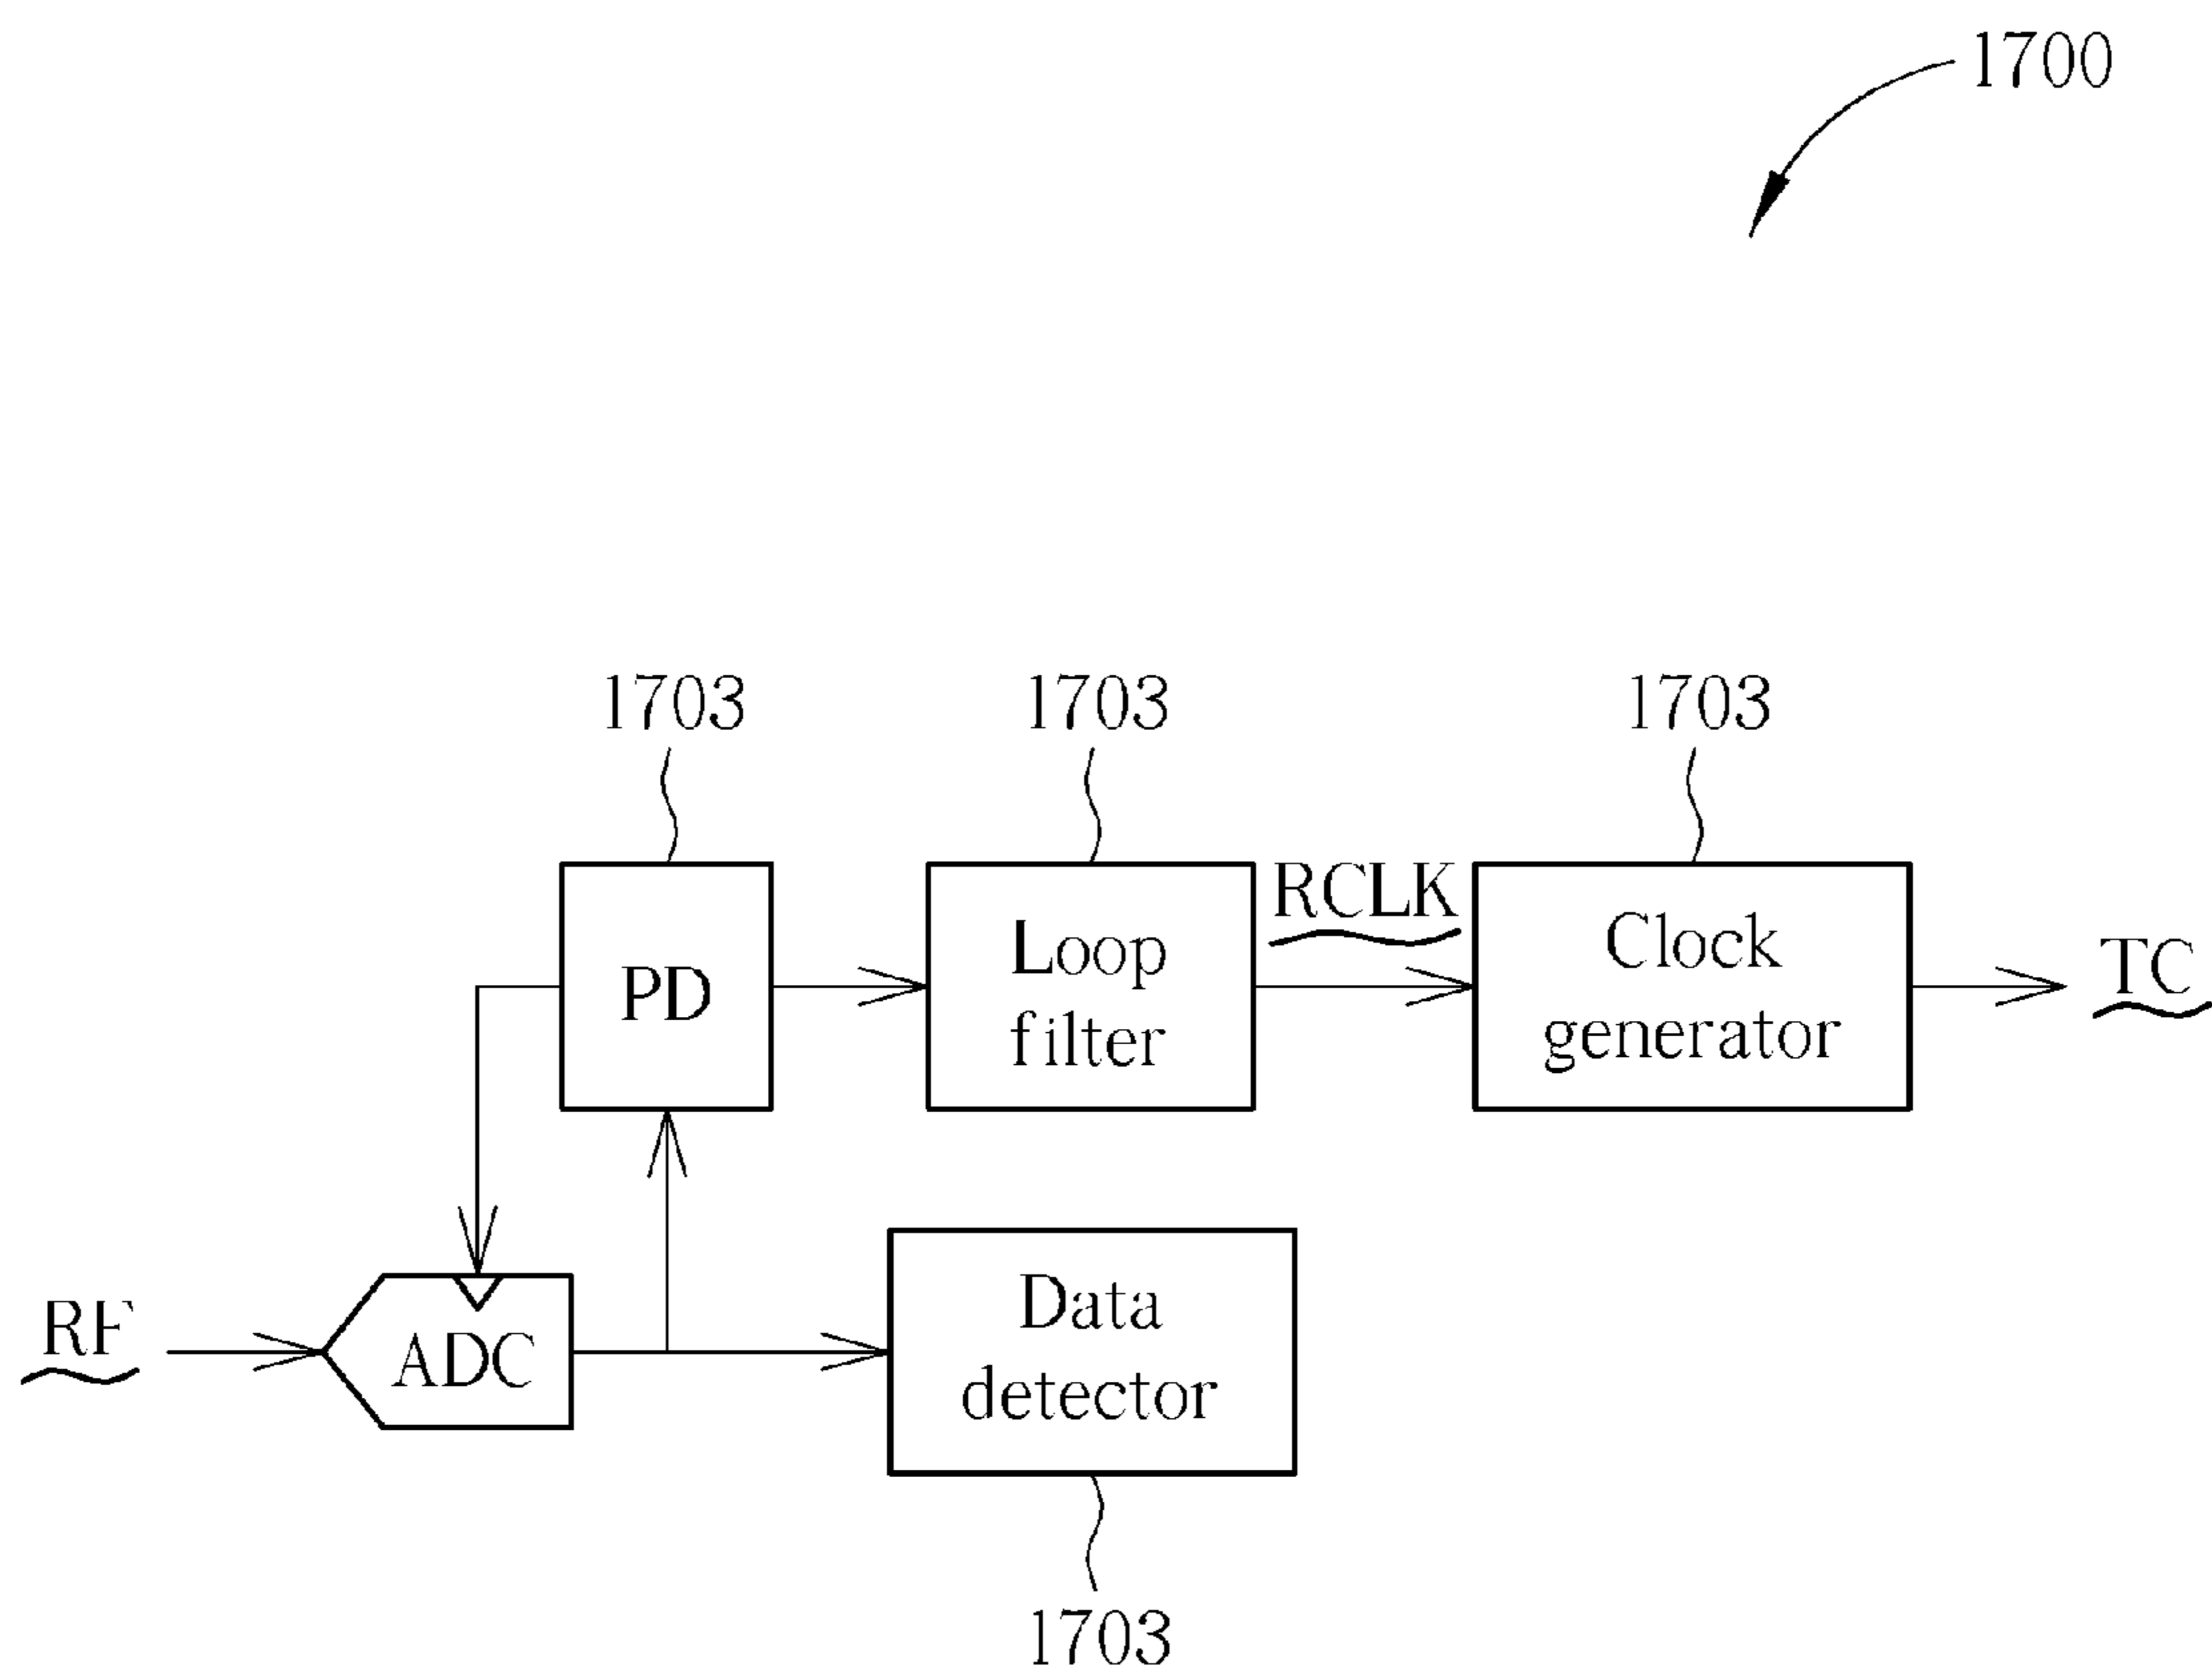 1700
1703
1703
1703
RCLK
PD
Loop
filter
Clock
generator
TC
RF
ADC
Data
detector
1703